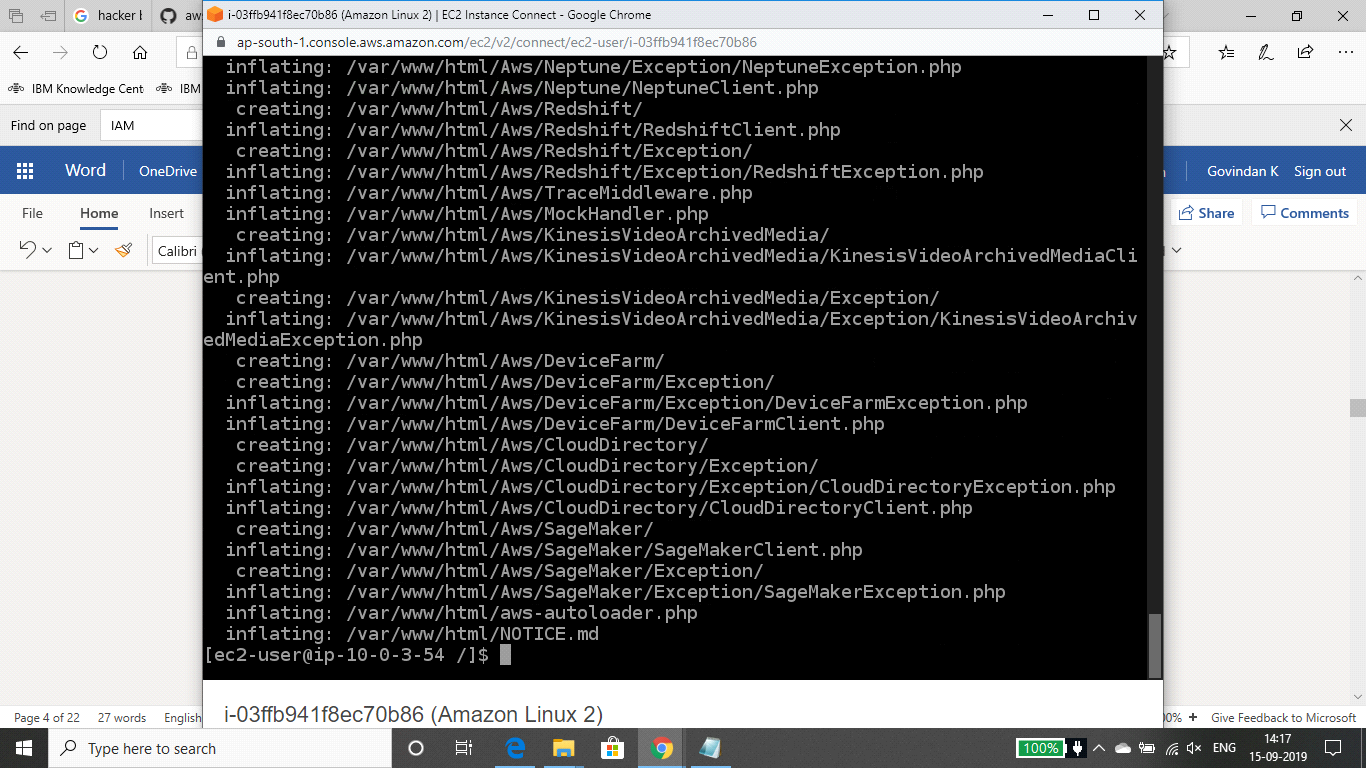 hacker b
aws
i-03ffb941f8ec70b86 (Amazon Linux 2) | EC2 Instance Connect - Google Chrome
ap-south-1.console.aws.amazon.com/ec2/v2/connect/ec2-user/i-03ffb941f8ec70b86
IBM Knowledge Cent
IBM
Find on page
IAM
Word
OneDrive
Govindan K
Sign out
File
Home
Insert
Share
Comments
Calibri
inflating: /var/www/html/Aws/Neptune/Exception/NeptuneException.php
inflating: /var/www/html/Aws/Neptune/NeptuneClient.php
creating: /var/www/html/Aws/Redshift/
inflating: /var/www/html/Aws/Redshift/RedshiftClient.php
creating: /var/www/html/Aws/Redshift/Exception/
inflating: /var/www/html/Aws/Redshift/Exception/RedshiftException.php
inflating: /var/www/html/Aws/TraceMiddleware.php
inflating: /var/www/html/Aws/MockHandler.php
creating: /var/www/html/Aws/KinesisVideoArchivedMedia/
inflating: /var/www/html/Aws/KinesisVideoArchivedMedia/KinesisVideoArchivedMediaCli
ent.php
creating: /var/www/html/Aws/KinesisVideoArchivedMedia/Exception/
inflating: /var/www/html/Aws/KinesisVideoArchivedMedia/Exception/KinesisVideoArchiv
edMediaException.php
creating: /var/www/html/Aws/DeviceFarm/
creating: /var/www/html/Aws/DeviceFarm/Exception/
inflating: /var/www/html/Aws/DeviceFarm/Exception/DeviceFarmException.php
inflating: /var/www/html/Aws/DeviceFarm/DeviceFarmClient.php
creating: /var/www/html/Aws/CloudDirectory/
creating: /var/www/html/Aws/CloudDirectory/Exception/
inflating: /var/www/html/Aws/CloudDirectory/Exception/CloudDirectoryException.php
inflating: /var/www/html/Aws/CloudDirectory/CloudDirectoryClient.php
creating: /var/www/html/Aws/SageMaker/
inflating: /var/www/html/Aws/SageMaker/SageMakerClient.php
creating: /var/www/html/Aws/SageMaker/Exception/
inflating: /var/www/html/Aws/SageMaker/Exception/SageMakerException.php
inflating: /var/www/html/aws-autoloader.php
inflating: /var/www/html/NOTICE.md
[ec2-user@ip-10-0-3-54 /]$
i-03ffb941f8ec70b86 (Amazon Linux 2)
Page 4 of 22
27 words
English
00%
Give Feedback to Microsoft
Type here to search
100%
ENG
14:17
15-09-2019